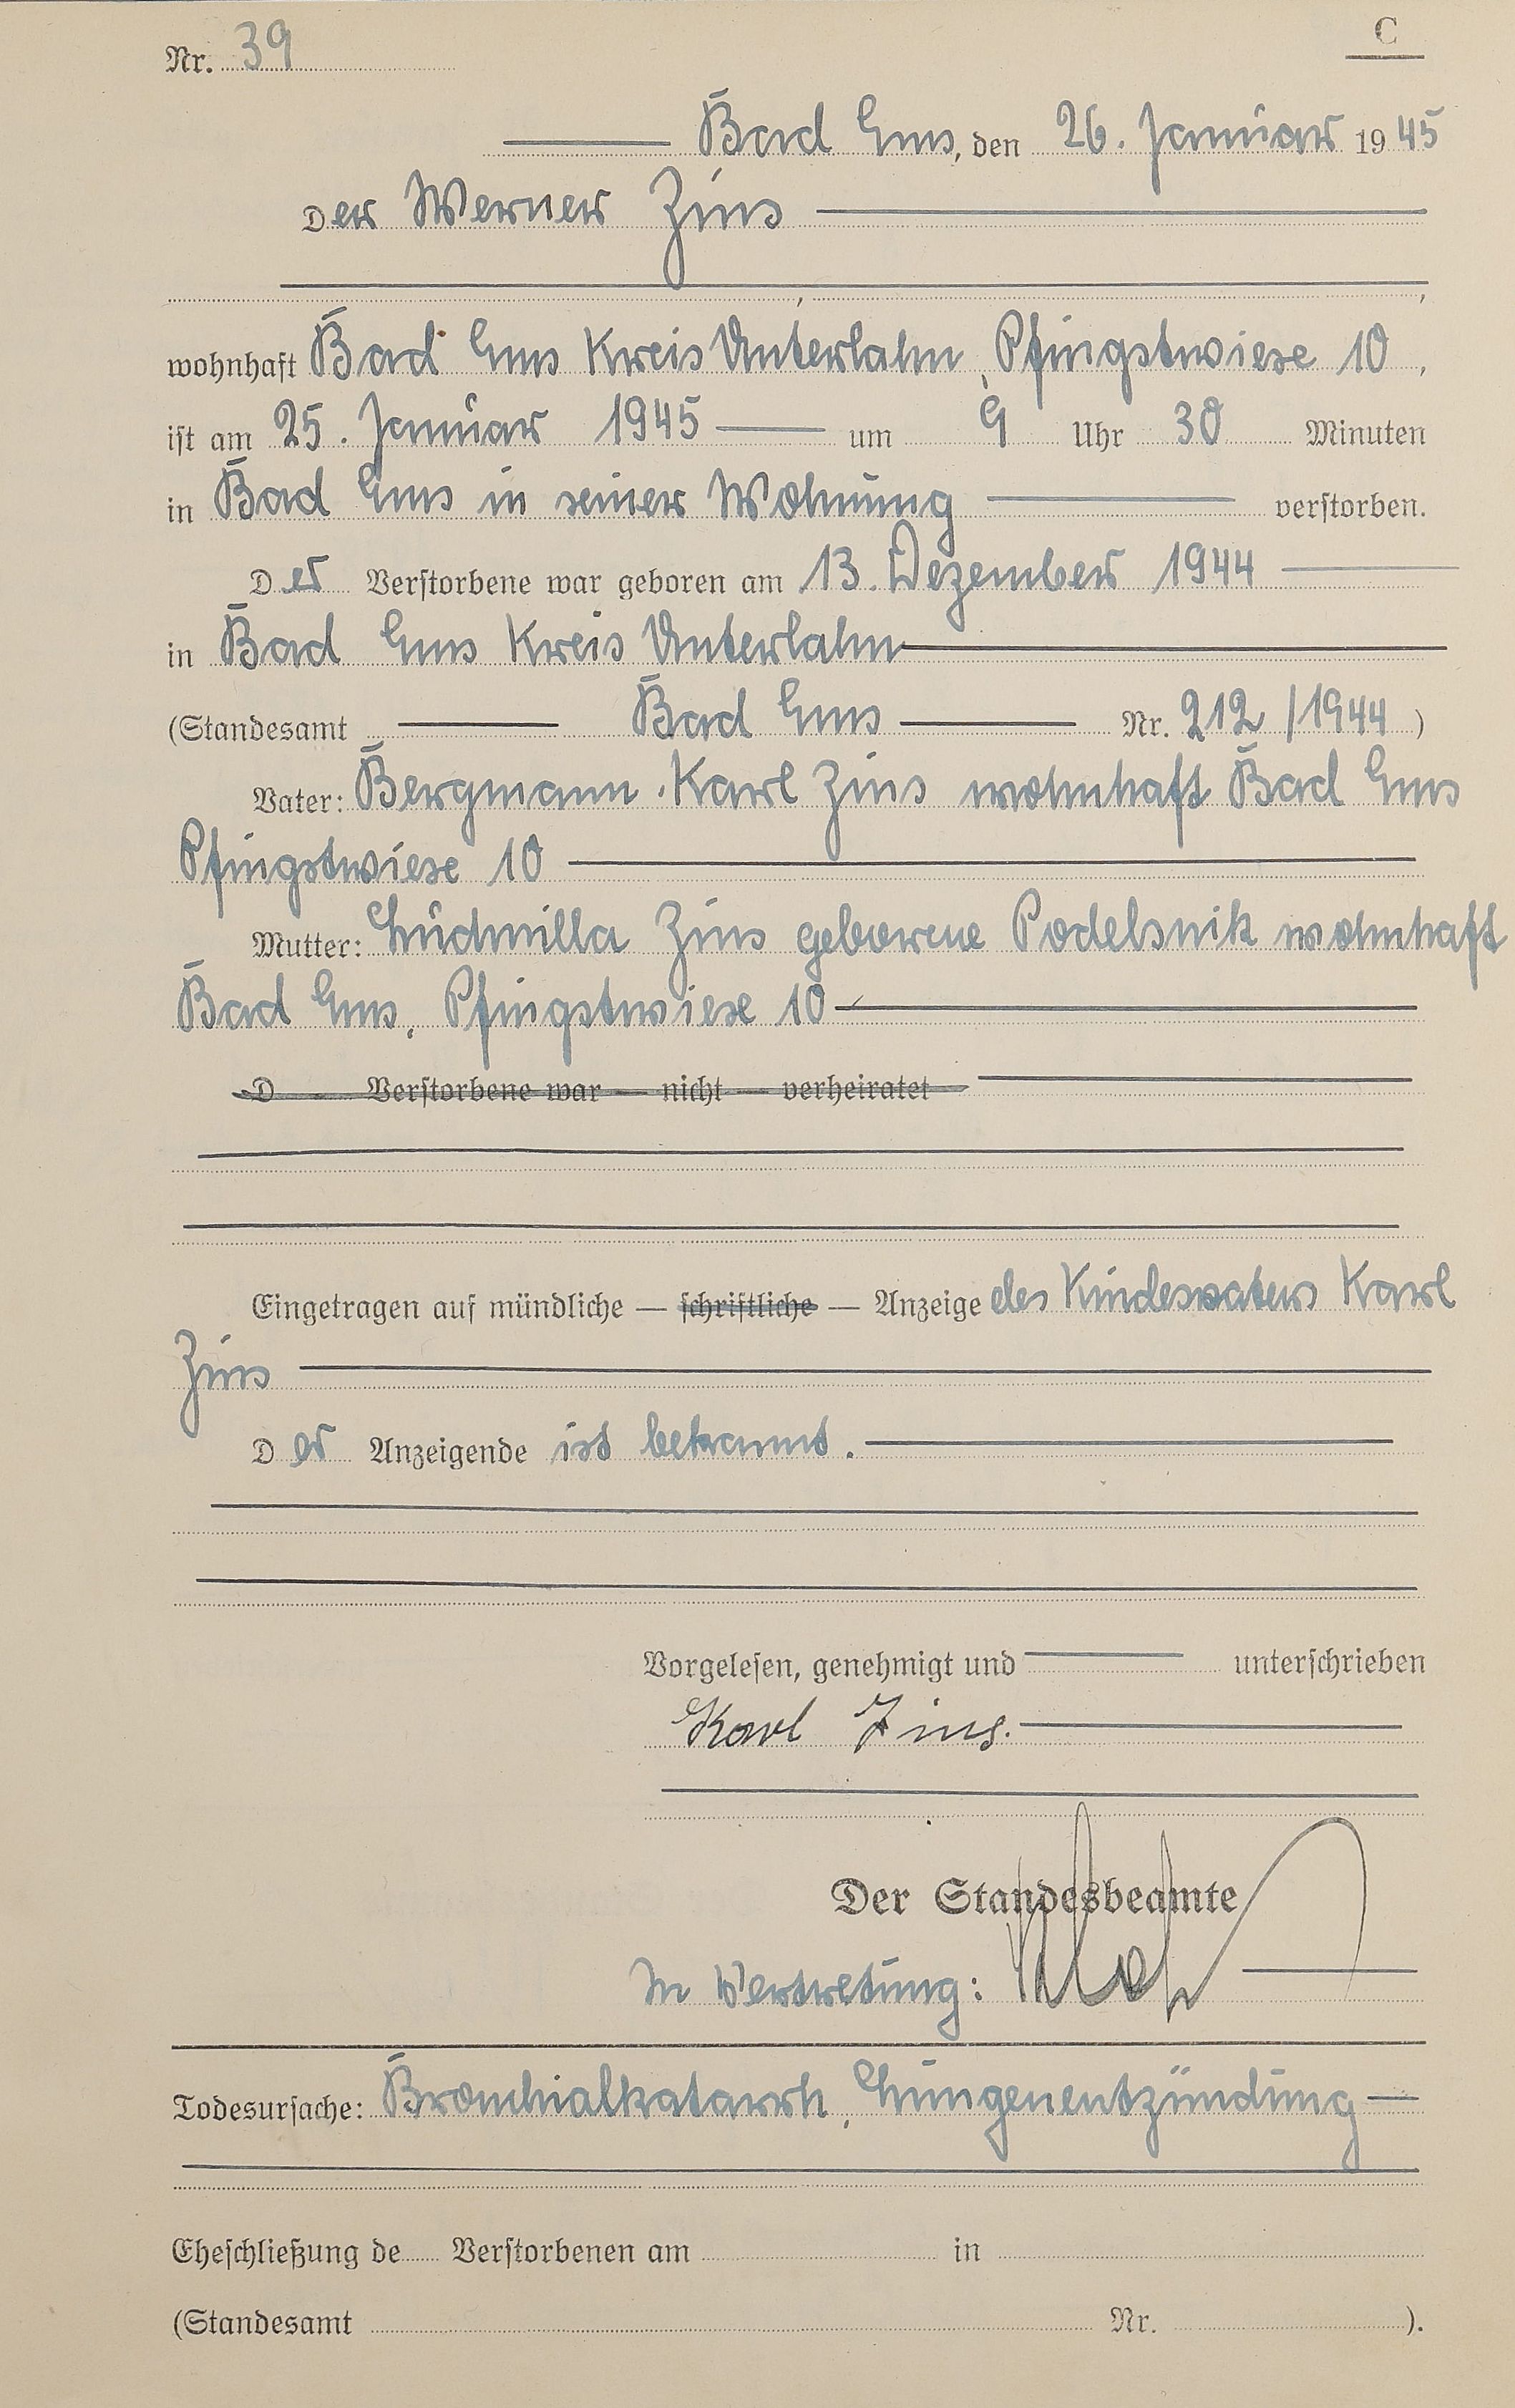 Nr. 39
C
Bad Ems, den 26. Januar 1945
Der Werner Zins
wohnhaft Bad Ems Kreis Unterlahn, Pfingstwiese 10,
ist am 25. Januar 1945 um 9 Uhr 30 Minuten
in Bad Ems in seiner Wohnung verstorben.
Der Verstorbene war geboren am 13. Dezember 1944
in Bad Ems Kreis Unterlahn
(Standesamt Bad Ems Nr. 212/1944)
Vater: Bergmann Karl Zins wohnhaft Bad Ems
Pfingstwiese 10
Mutter: Ludmilla Zins geborene Podelsnik wohnhaft
Bad Ems, Pfingstwiese 10
D Verstorbene war — nicht — verheiratet
Eingetragen auf mündliche — schriftliche — Anzeige des Kindesvaters Karl
Zins
Der Anzeigende ist bekannt.
Vorgelesen, genehmigt und unterschrieben
Karl Zins.
Der Standesbeamte
In Vertretung:
Todesursache: Bronchialkatarrh, Lungenentzündung
Eheschließung de Verstorbenen am in
(Standesamt Nr. ).